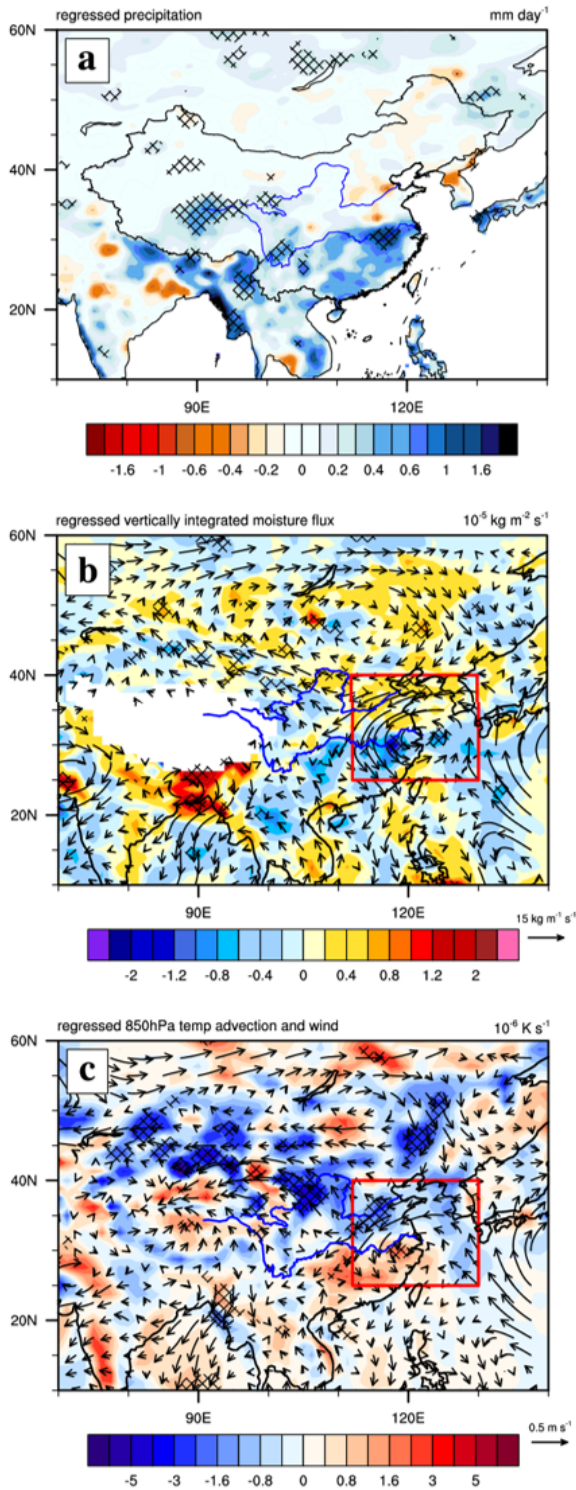 regressed precipitation mm day-1
60N
a
40N
20N
90E 120E
-1.6 -1 -0.6 -0.4 -0.2 0 0.2 0.4 0.6 1 1.6
regressed vertically integrated moisture flux 10-5 kg m-2 s-1
60N
b
40N
20N
90E 120E
15 kg m-1 s-1
-2 -1.2 -0.8 -0.4 0 0.4 0.8 1.2 2
regressed 850hPa temp advection and wind 10-6 K s-1
60N
c
40N
20N
90E 120E
0.5 m s-1
-5 -3 -1.6 -0.8 0 0.8 1.6 3 5